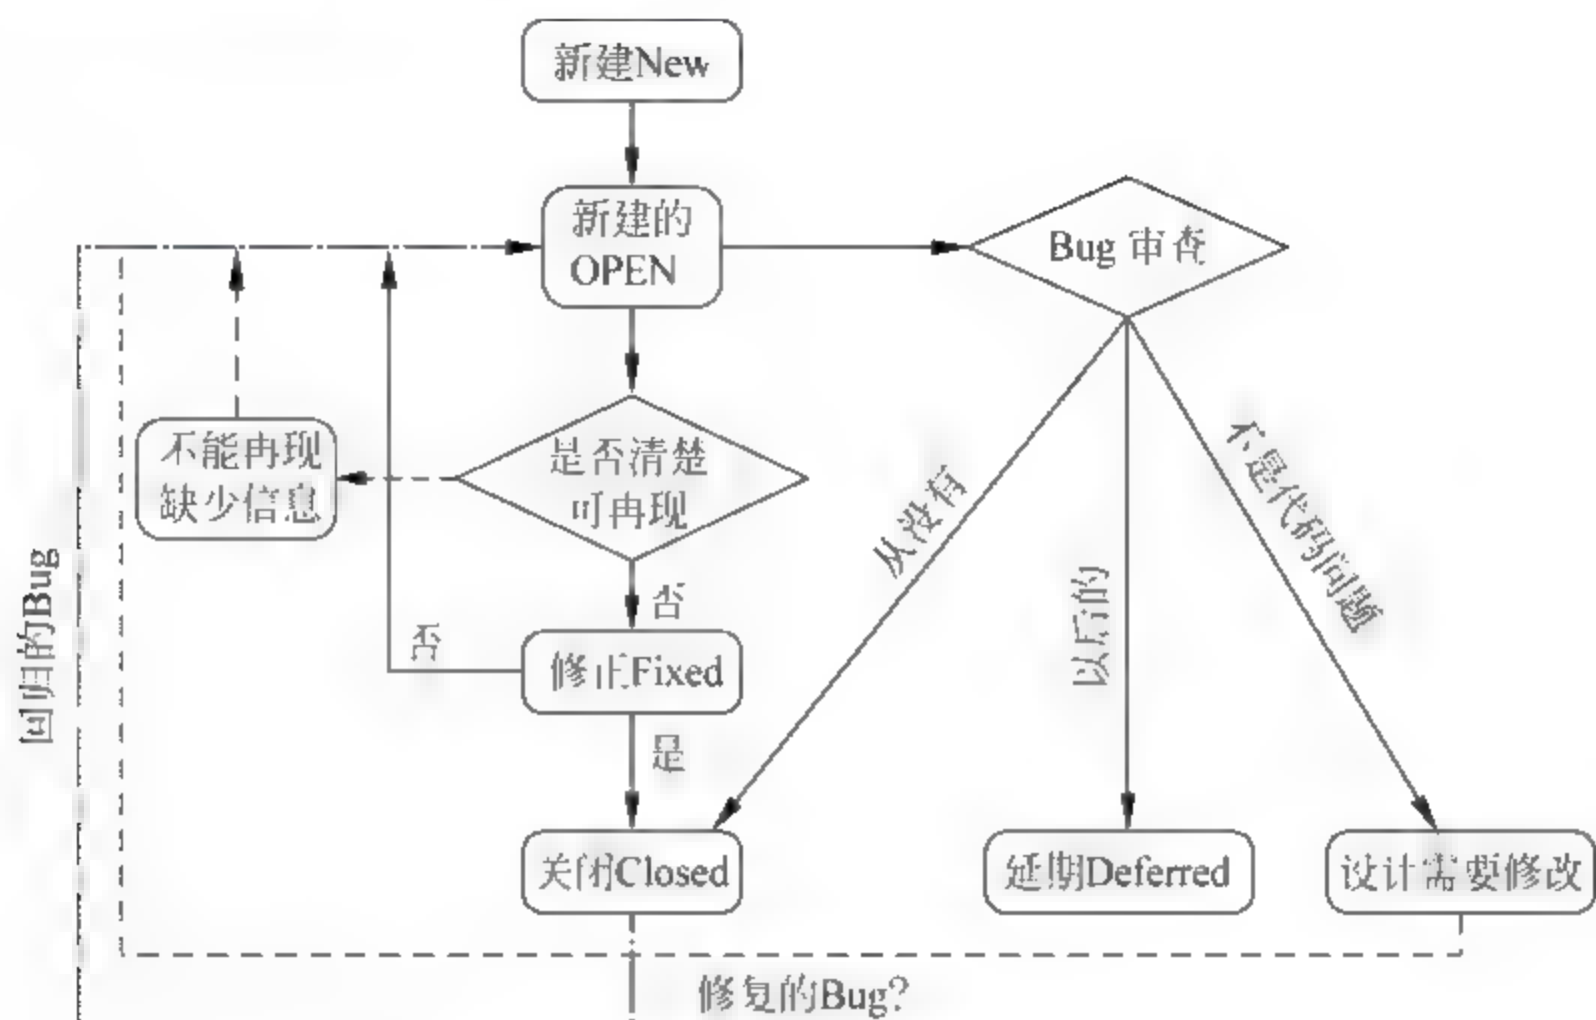 新建New
新建的
OPEN
Bug 审查
不能再现
缺少信息
是否清楚
可再现
从没有
以后的
不是代码问题
回归的Bug
否
否
修正Fixed
是
关闭Closed
延期Deferred
设计需要修改
修复的Bug?